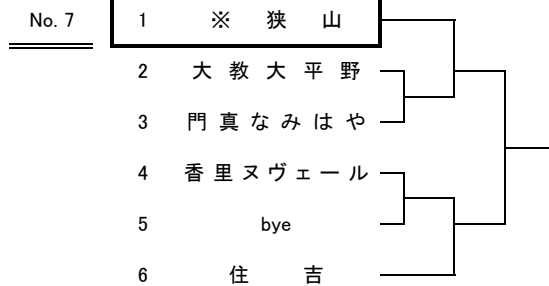 No. 7 1 ※ 狭 山
2 大 教 大 平 野
3 門 真 な み は や
4 香 里 ヌ ヴ ェ ー ル
5 bye
6 住 吉